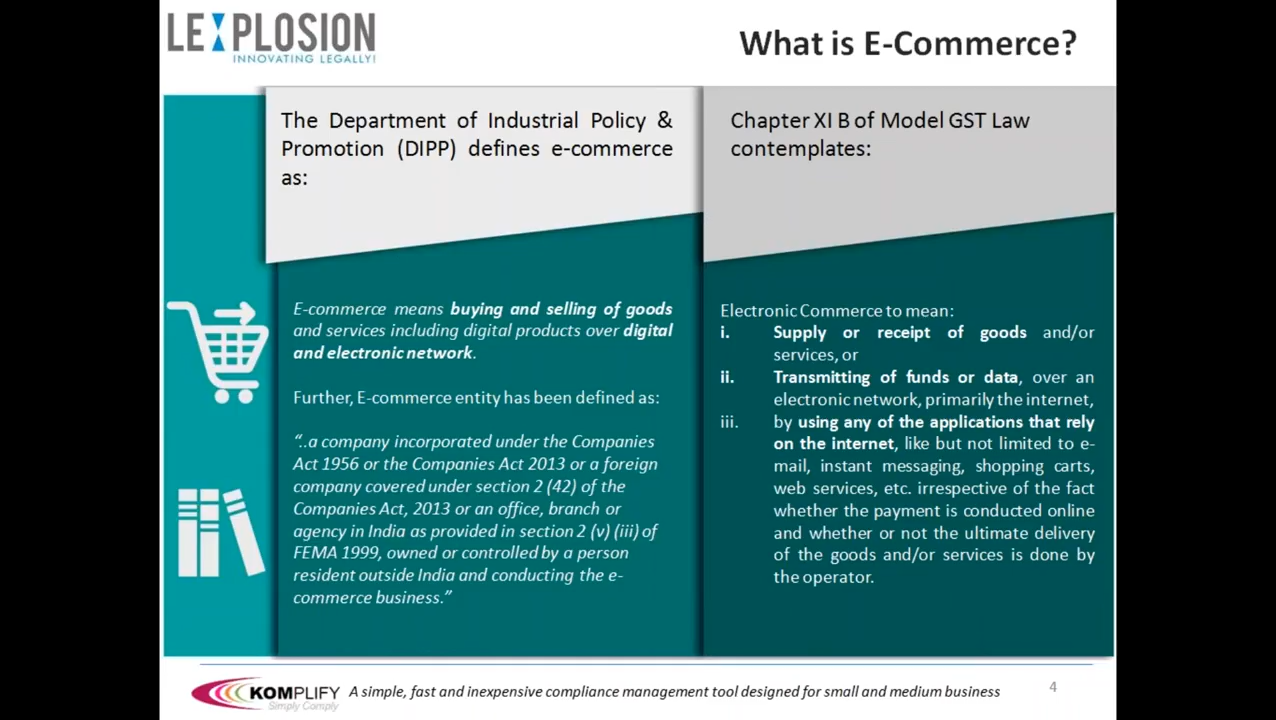 LEXPLOSION
INNOVATING LEGALLY!
What is E-Commerce?
The Department of Industrial Policy &
Promotion (DIPP) defines e-commerce
as:
E-commerce means buying and selling of goods
and services including digital products over digital
and electronic network.
Further, E-commerce entity has been defined as:
“..a company incorporated under the Companies
Act 1956 or the Companies Act 2013 or a foreign
company covered under section 2 (42) of the
Companies Act, 2013 or an office, branch or
agency in India as provided in section 2 (v) (iii) of
FEMA 1999, owned or controlled by a person
resident outside India and conducting the e-
commerce business.”
Chapter XI B of Model GST Law
contemplates:
Electronic Commerce to mean:
i. Supply or receipt of goods and/or
services, or
ii. Transmitting of funds or data, over an
electronic network, primarily the internet,
iii. by using any of the applications that rely
on the internet, like but not limited to e-
mail, instant messaging, shopping carts,
web services, etc. irrespective of the fact
whether the payment is conducted online
and whether or not the ultimate delivery
of the goods and/or services is done by
the operator.
KOMPLIFY
Simply Comply
A simple, fast and inexpensive compliance management tool designed for small and medium business
4